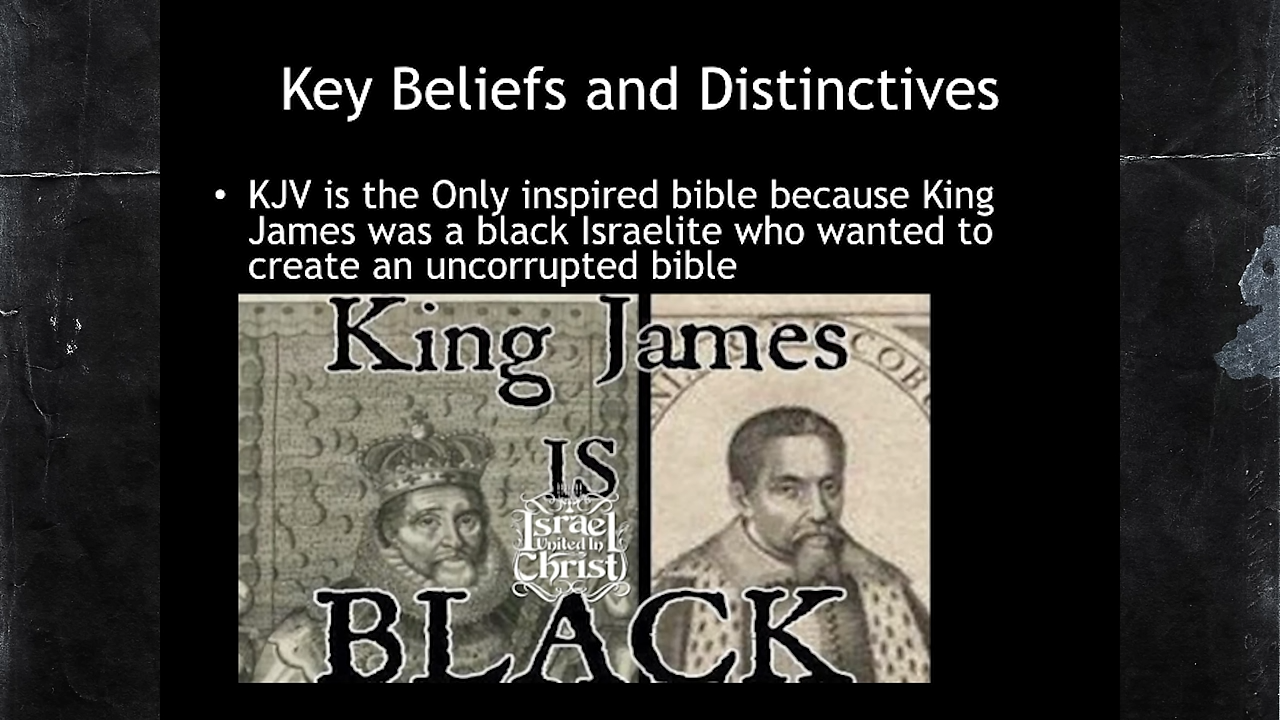 Key Beliefs and Distinctives
• KJV is the Only inspired bible because King
James was a black Israelite who wanted to
create an uncorrupted bible
King James
IS
Israel
United In
Christ
BLACK